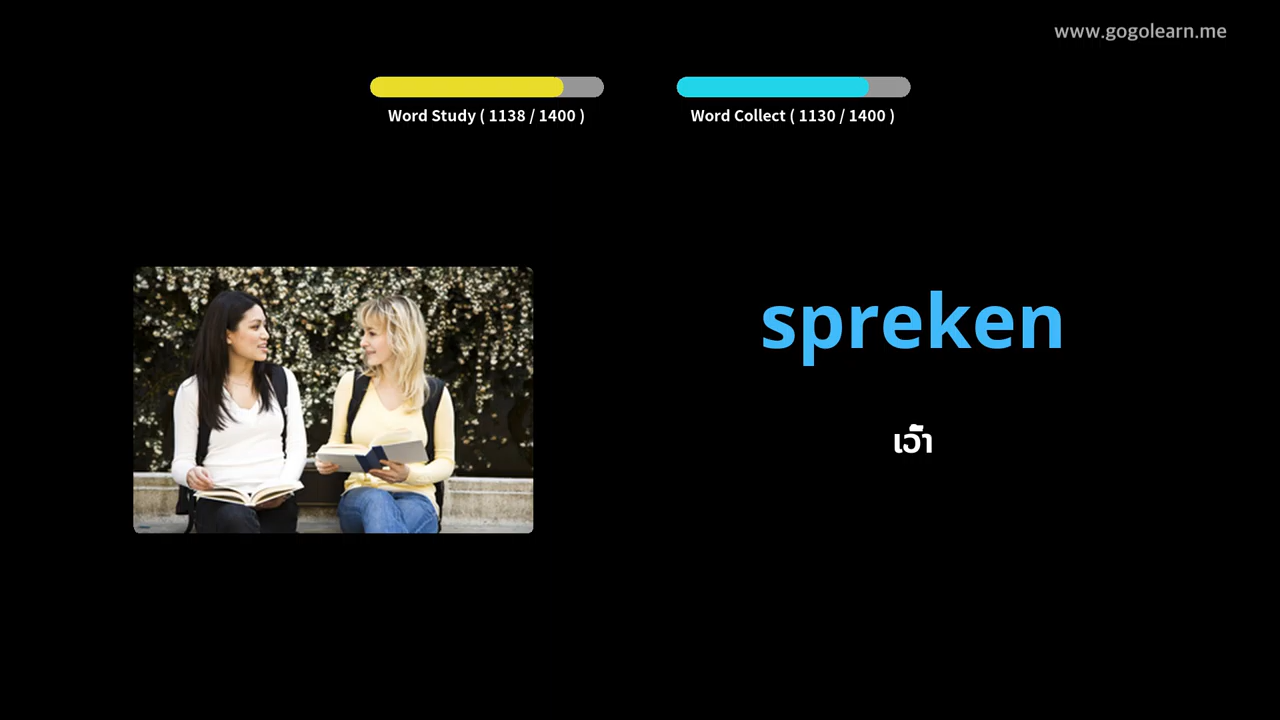 www.gogolearn.me
Word Study ( 1138 / 1400 )
Word Collect ( 1130 / 1400 )
spreken
ເວົ້າ